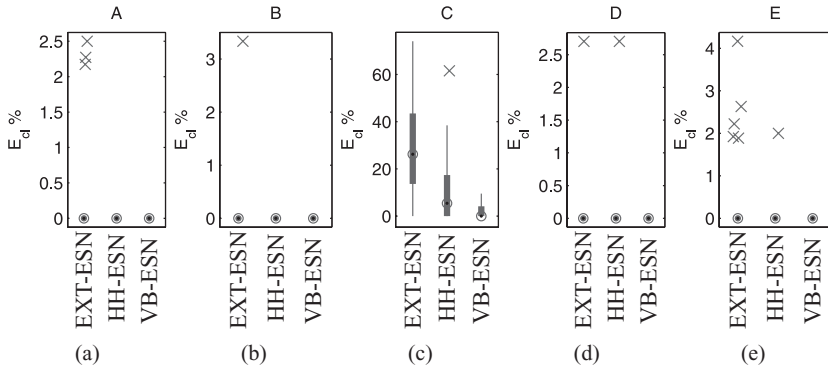 A
E_cl %
2.5
2
1.5
1
0.5
0
EXT-ESN
HH-ESN
VB-ESN
(a)
B
E_cl %
3
2
1
0
EXT-ESN
HH-ESN
VB-ESN
(b)
C
E_cl %
60
40
20
0
EXT-ESN
HH-ESN
VB-ESN
(c)
D
E_cl %
2.5
2
1.5
1
0.5
0
EXT-ESN
HH-ESN
VB-ESN
(d)
E
E_cl %
4
3
2
1
0
EXT-ESN
HH-ESN
VB-ESN
(e)